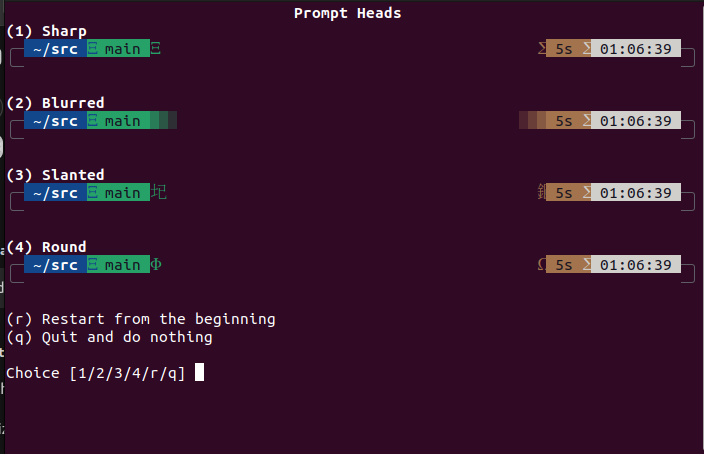 Prompt Heads
(1) Sharp
~/src Ξ main Ξ Σ 5s Σ 01:06:39
(2) Blurred
~/src Ξ main 5s Σ 01:06:39
(3) Slanted
~/src Ξ main 5s Σ 01:06:39
(4) Round
~/src Ξ main Φ Ω 5s Σ 01:06:39
(r) Restart from the beginning
(q) Quit and do nothing
Choice [1/2/3/4/r/q]